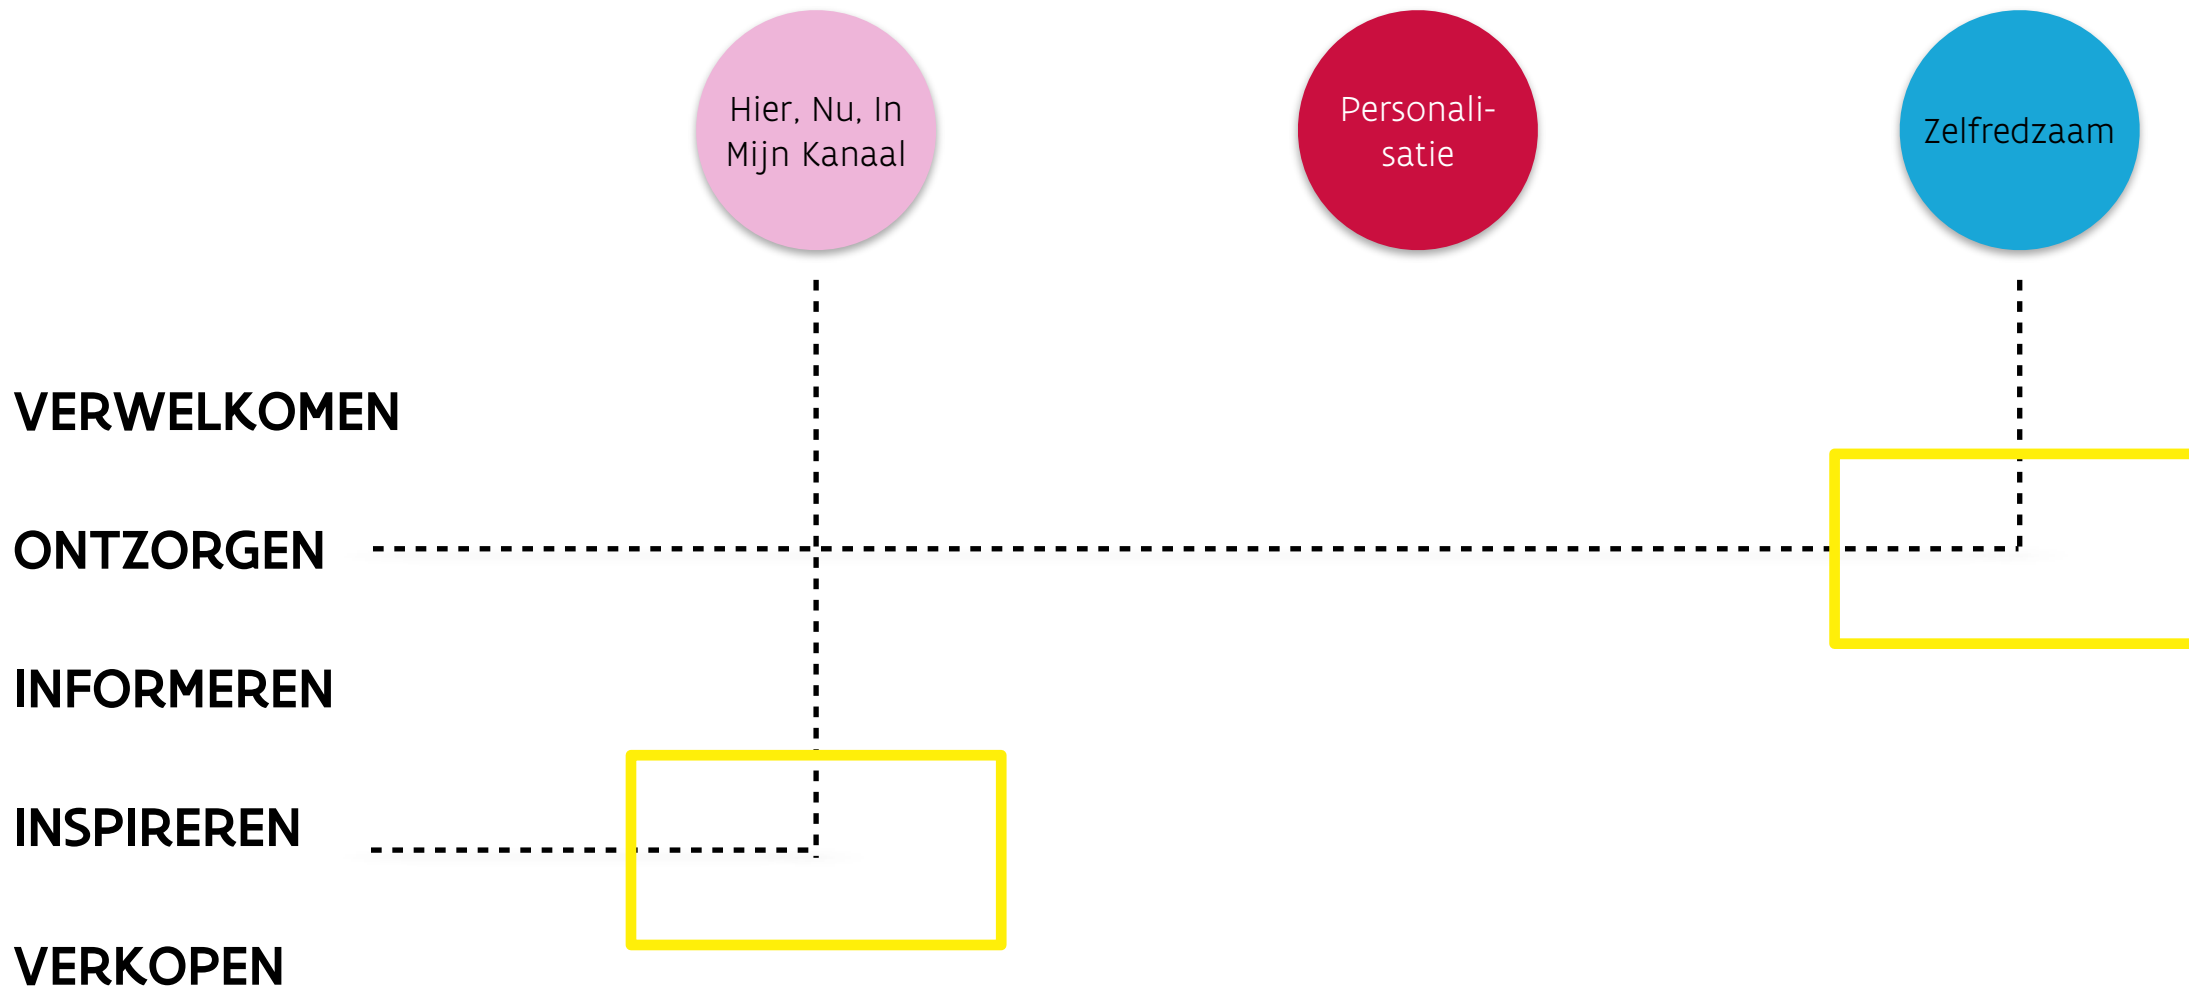 Hier, Nu, In
Mijn Kanaal
Personali-
satie
Zelfredzaam
VERWELKOMEN
ONTZORGEN
INFORMEREN
INSPIREREN
VERKOPEN